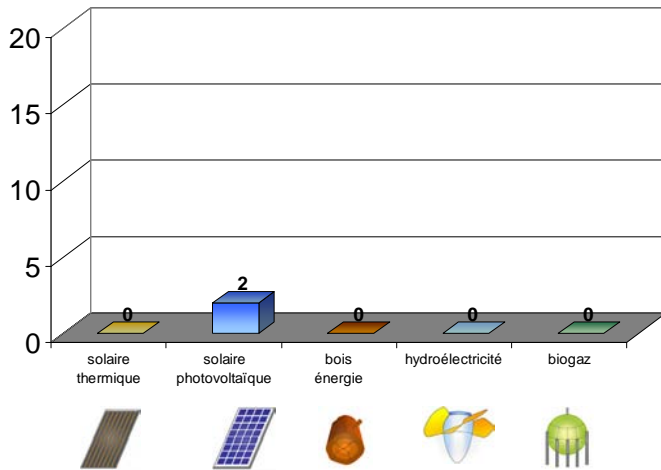 20
15
10
5
0
0
2
0
0
0
solaire
thermique
solaire
photovoltaïque
bois
énergie
hydroélectricité
biogaz